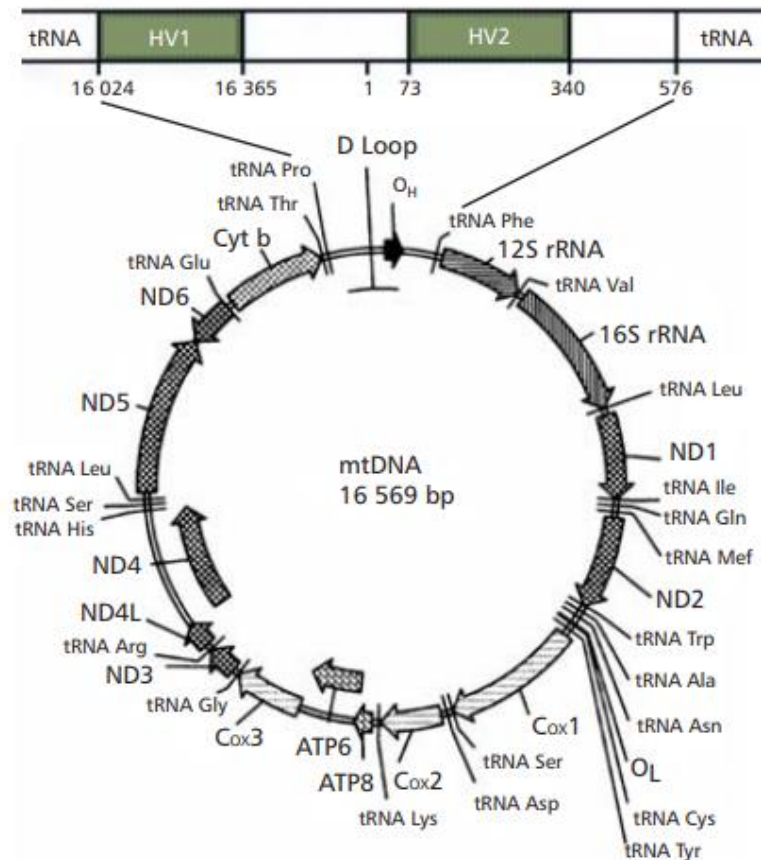 tRNA HV1 HV2 tRNA
16 024 16 365 1 73 340 576
D Loop
O_H
tRNA Pro
tRNA Thr
Cyt b
tRNA Glu
ND6
ND5
tRNA Leu
tRNA Ser
tRNA His
ND4
ND4L
tRNA Arg
ND3
tRNA Gly
Cox3
ATP6
ATP8
tRNA Lys
Cox2
tRNA Asp
tRNA Ser
Cox1
tRNA Tyr
tRNA Cys
O_L
tRNA Asn
tRNA Ala
tRNA Trp
ND2
tRNA Mef
tRNA Gln
tRNA Ile
ND1
tRNA Leu
16S rRNA
tRNA Val
12S rRNA
tRNA Phe
mtDNA
16 569 bp